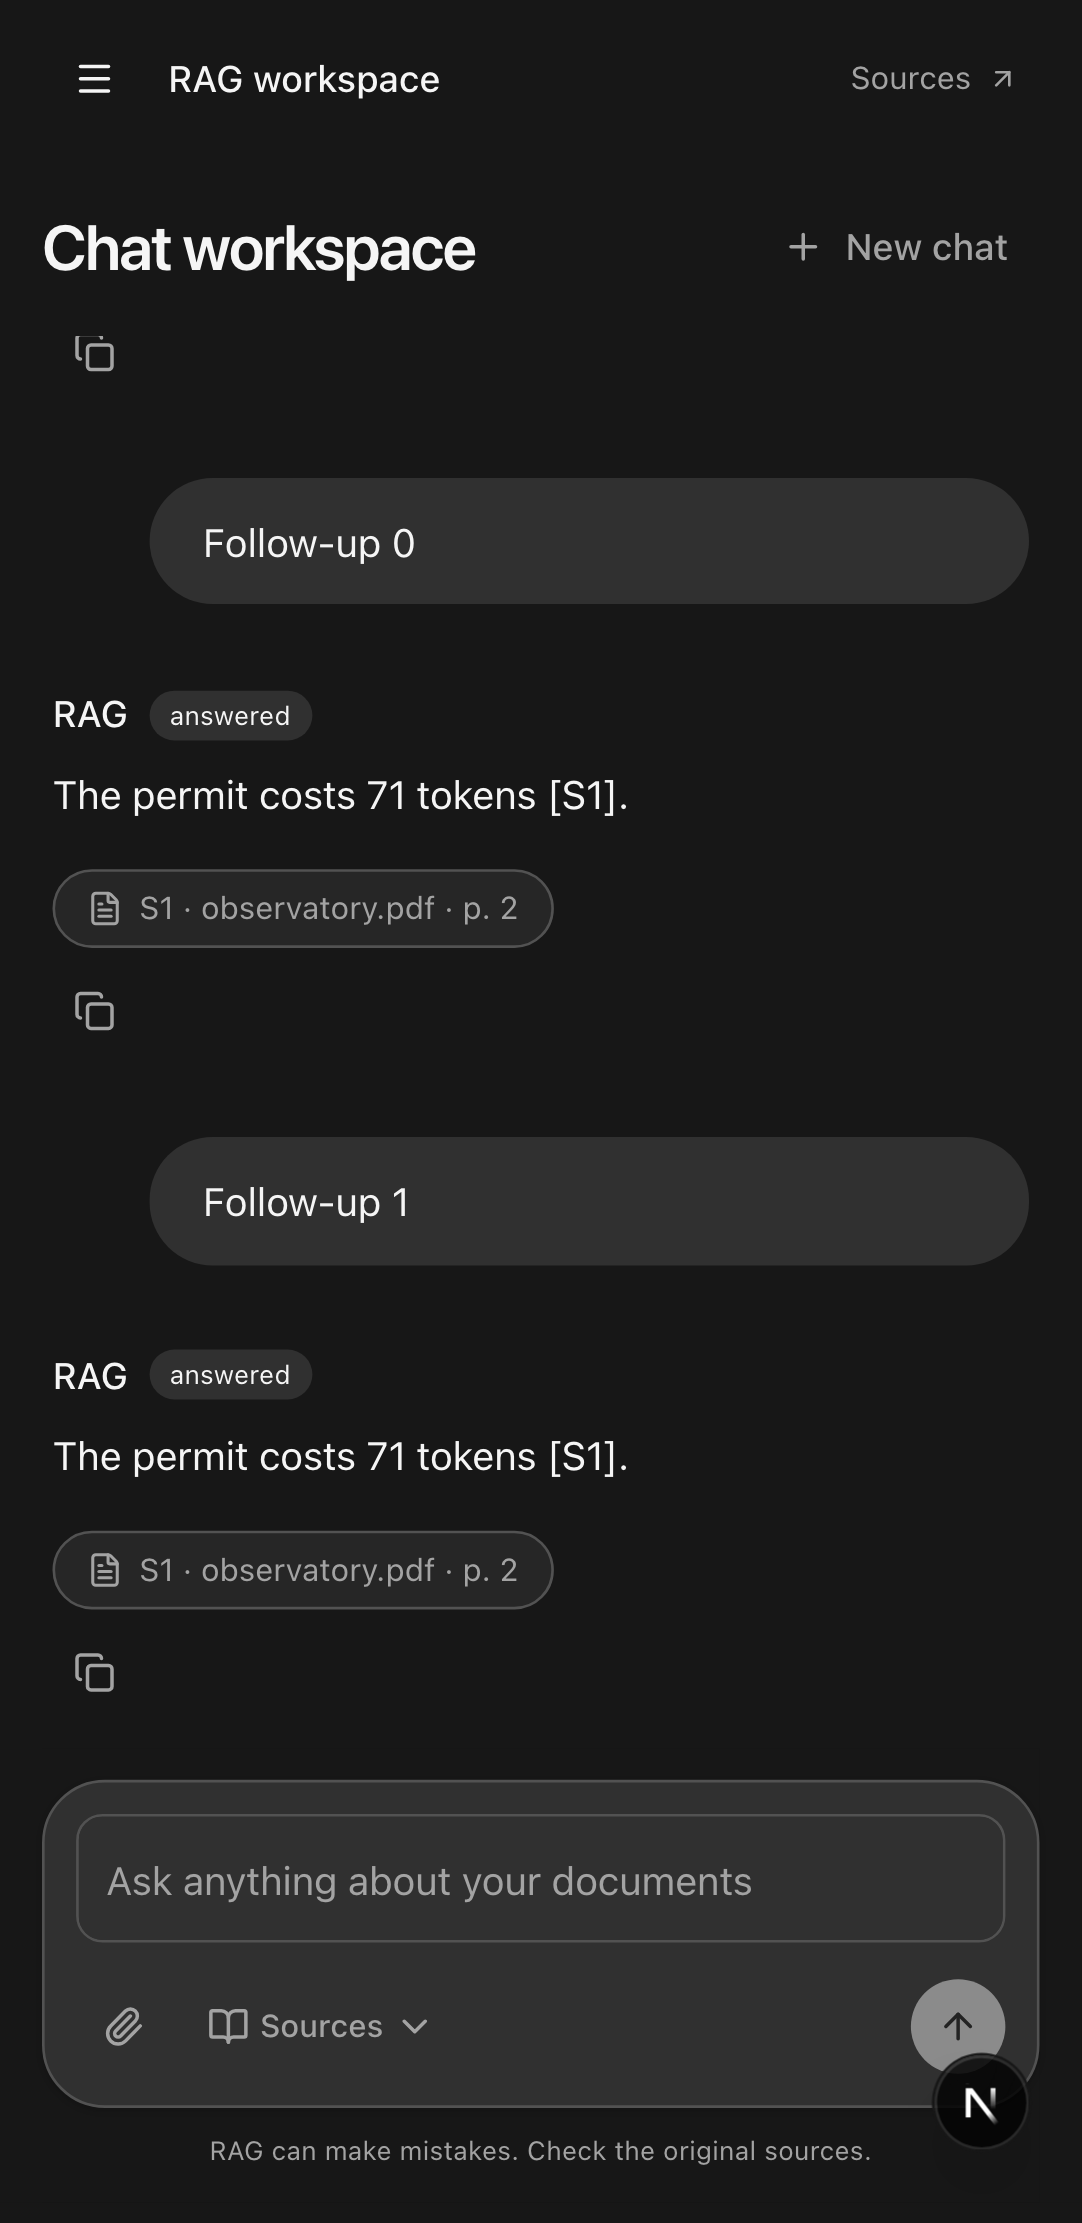 RAG workspace
Sources
Chat workspace
New chat
Follow-up 0
RAG answered
The permit costs 71 tokens [S1].
S1 · observatory.pdf · p. 2
Follow-up 1
RAG answered
The permit costs 71 tokens [S1].
S1 · observatory.pdf · p. 2
Ask anything about your documents
Sources
N
RAG can make mistakes. Check the original sources.